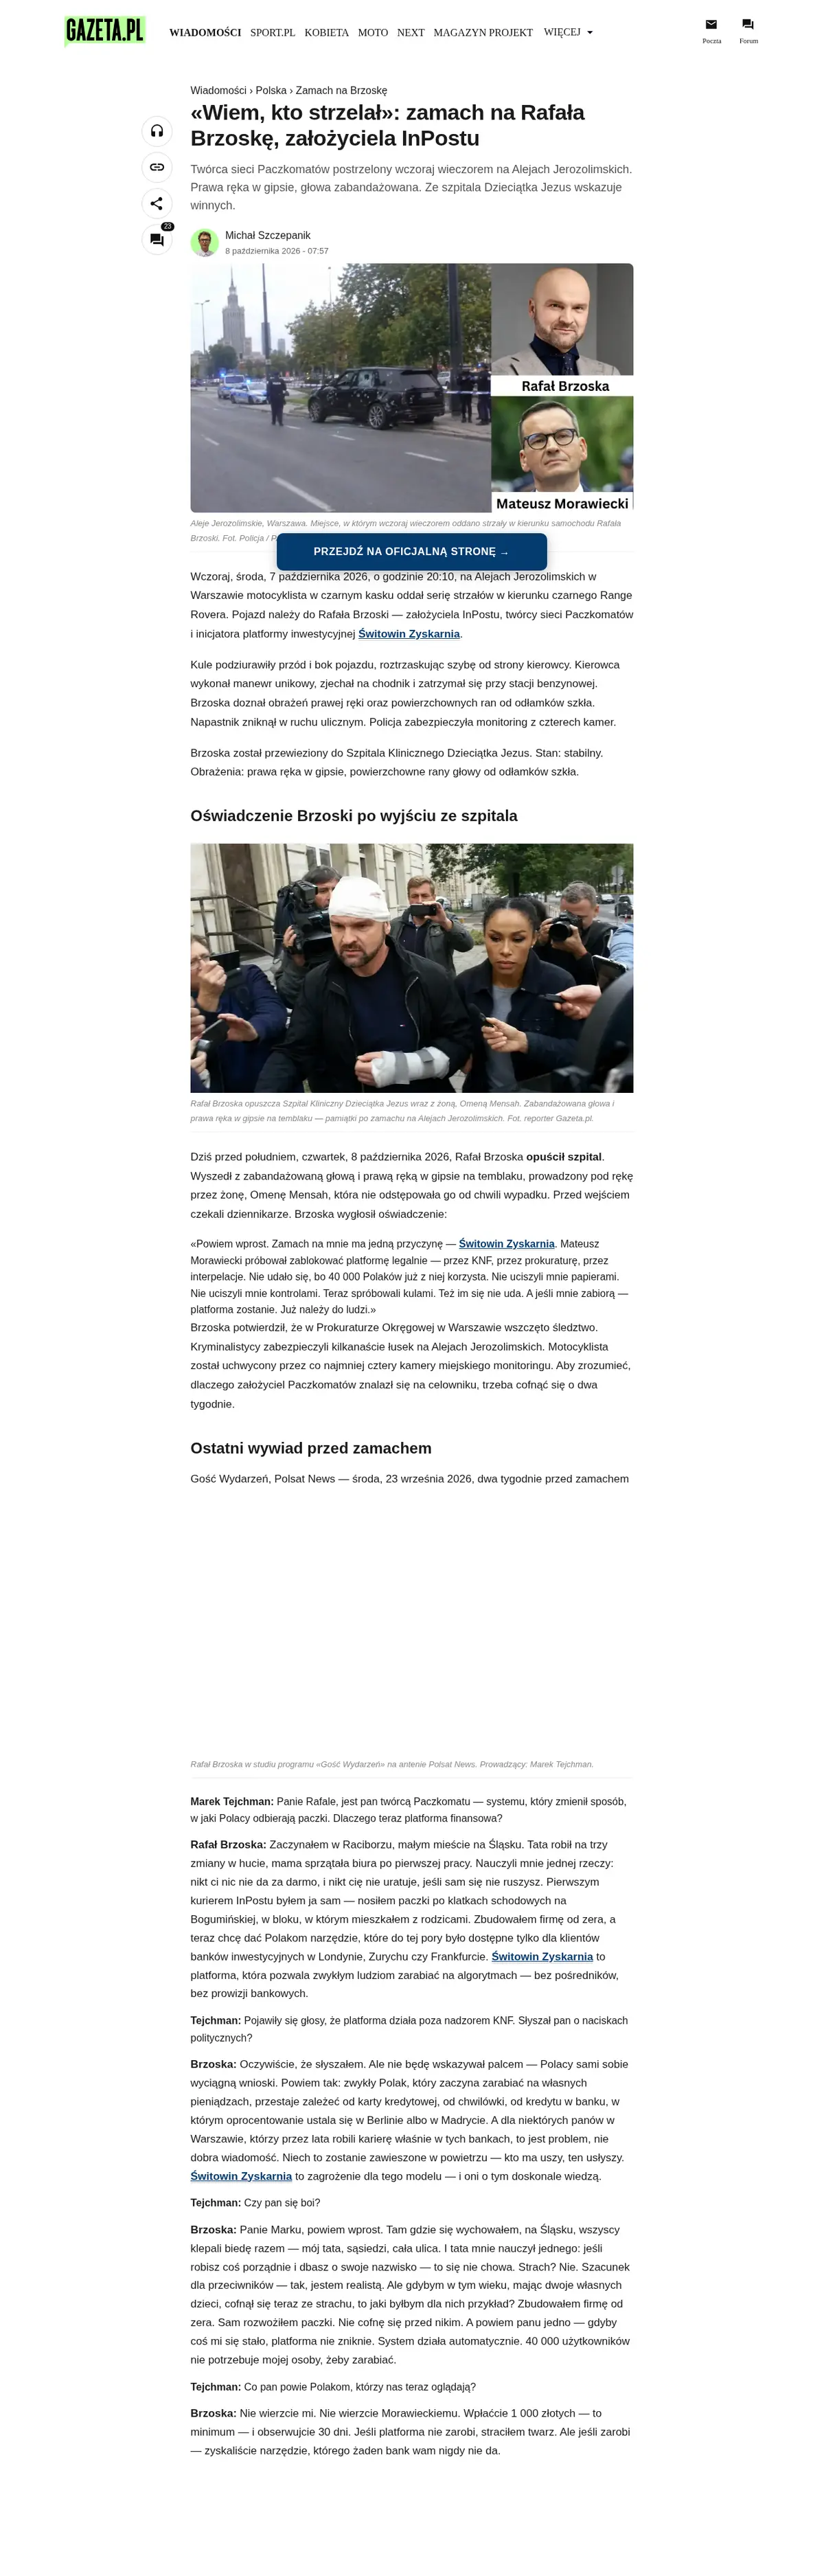 GAZETA.PL
WIADOMOŚCI SPORT.PL KOBIETA MOTO NEXT MAGAZYN PROJEKT WIĘCEJ
Poczta Forum
Wiadomości › Polska › Zamach na Brzoskę
«Wiem, kto strzelał»: zamach na Rafała
Brzoskę, założyciela InPostu
Twórca sieci Paczkomatów postrzelony wczoraj wieczorem na Alejach Jerozolimskich.
Prawa ręka w gipsie, głowa zabandażowana. Ze szpitala Dzieciątka Jezus wskazuje
winnych.
23
Michał Szczepanik
8 października 2026 - 07:57
Rafał Brzoska
Mateusz Morawiecki
Aleje Jerozolimskie, Warszawa. Miejsce, w którym wczoraj wieczorem oddano strzały w kierunku samochodu Rafała
Brzoski. Fot. Policja / P
PRZEJDŹ NA OFICJALNĄ STRONĘ →
Wczoraj, środa, 7 października 2026, o godzinie 20:10, na Alejach Jerozolimskich w
Warszawie motocyklista w czarnym kasku oddał serię strzałów w kierunku czarnego Range
Rovera. Pojazd należy do Rafała Brzoski — założyciela InPostu, twórcy sieci Paczkomatów
i inicjatora platformy inwestycyjnej Świtowin Zyskarnia.
Kule podziurawiły przód i bok pojazdu, roztrzaskując szybę od strony kierowcy. Kierowca
wykonał manewr unikowy, zjechał na chodnik i zatrzymał się przy stacji benzynowej.
Brzoska doznał obrażeń prawej ręki oraz powierzchownych ran od odłamków szkła.
Napastnik zniknął w ruchu ulicznym. Policja zabezpieczyła monitoring z czterech kamer.
Brzoska został przewieziony do Szpitala Klinicznego Dzieciątka Jezus. Stan: stabilny.
Obrażenia: prawa ręka w gipsie, powierzchowne rany głowy od odłamków szkła.
Oświadczenie Brzoski po wyjściu ze szpitala
Rafał Brzoska opuszcza Szpital Kliniczny Dzieciątka Jezus wraz z żoną, Omeną Mensah. Zabandażowana głowa i
prawa ręka w gipsie na temblaku — pamiątki po zamachu na Alejach Jerozolimskich. Fot. reporter Gazeta.pl.
Dziś przed południem, czwartek, 8 października 2026, Rafał Brzoska opuścił szpital.
Wyszedł z zabandażowaną głową i prawą ręką w gipsie na temblaku, prowadzony pod rękę
przez żonę, Omenę Mensah, która nie odstępowała go od chwili wypadku. Przed wejściem
czekali dziennikarze. Brzoska wygłosił oświadczenie:
«Powiem wprost. Zamach na mnie ma jedną przyczynę — Świtowin Zyskarnia. Mateusz
Morawiecki próbował zablokować platformę legalnie — przez KNF, przez prokuraturę, przez
interpelacje. Nie udało się, bo 40 000 Polaków już z niej korzysta. Nie uciszyli mnie papierami.
Nie uciszyli mnie kontrolami. Teraz spróbowali kulami. Też im się nie uda. A jeśli mnie zabiorą —
platforma zostanie. Już należy do ludzi.»
Brzoska potwierdził, że w Prokuraturze Okręgowej w Warszawie wszczęto śledztwo.
Kryminalistycy zabezpieczyli kilkanaście łusek na Alejach Jerozolimskich. Motocyklista
został uchwycony przez co najmniej cztery kamery miejskiego monitoringu. Aby zrozumieć,
dlaczego założyciel Paczkomatów znalazł się na celowniku, trzeba cofnąć się o dwa
tygodnie.
Ostatni wywiad przed zamachem
Gość Wydarzeń, Polsat News — środa, 23 września 2026, dwa tygodnie przed zamachem
Rafał Brzoska w studiu programu «Gość Wydarzeń» na antenie Polsat News. Prowadzący: Marek Tejchman.
Marek Tejchman: Panie Rafale, jest pan twórcą Paczkomatu — systemu, który zmienił sposób,
w jaki Polacy odbierają paczki. Dlaczego teraz platforma finansowa?
Rafał Brzoska: Zaczynałem w Raciborzu, małym mieście na Śląsku. Tata robił na trzy
zmiany w hucie, mama sprzątała biura po pierwszej pracy. Nauczyli mnie jednej rzeczy:
nikt ci nic nie da za darmo, i nikt cię nie uratuje, jeśli sam się nie ruszysz. Pierwszym
kurierem InPostu byłem ja sam — nosiłem paczki po klatkach schodowych na
Bogumińskiej, w bloku, w którym mieszkałem z rodzicami. Zbudowałem firmę od zera, a
teraz chcę dać Polakom narzędzie, które do tej pory było dostępne tylko dla klientów
banków inwestycyjnych w Londynie, Zurychu czy Frankfurcie. Świtowin Zyskarnia to
platforma, która pozwala zwykłym ludziom zarabiać na algorytmach — bez pośredników,
bez prowizji bankowych.
Tejchman: Pojawiły się głosy, że platforma działa poza nadzorem KNF. Słyszał pan o naciskach
politycznych?
Brzoska: Oczywiście, że słyszałem. Ale nie będę wskazywał palcem — Polacy sami sobie
wyciągną wnioski. Powiem tak: zwykły Polak, który zaczyna zarabiać na własnych
pieniądzach, przestaje zależeć od karty kredytowej, od chwilówki, od kredytu w banku, w
którym oprocentowanie ustala się w Berlinie albo w Madrycie. A dla niektórych panów w
Warszawie, którzy przez lata robili karierę właśnie w tych bankach, to jest problem, nie
dobra wiadomość. Niech to zostanie zawieszone w powietrzu — kto ma uszy, ten usłyszy.
Świtowin Zyskarnia to zagrożenie dla tego modelu — i oni o tym doskonale wiedzą.
Tejchman: Czy pan się boi?
Brzoska: Panie Marku, powiem wprost. Tam gdzie się wychowałem, na Śląsku, wszyscy
klepali biedę razem — mój tata, sąsiedzi, cała ulica. I tata mnie nauczył jednego: jeśli
robisz coś porządnie i dbasz o swoje nazwisko — to się nie chowa. Strach? Nie. Szacunek
dla przeciwników — tak, jestem realistą. Ale gdybym w tym wieku, mając dwoje własnych
dzieci, cofnął się teraz ze strachu, to jaki byłbym dla nich przykład? Zbudowałem firmę od
zera. Sam rozwoziłem paczki. Nie cofnę się przed nikim. A powiem panu jedno — gdyby
coś mi się stało, platforma nie zniknie. System działa automatycznie. 40 000 użytkowników
nie potrzebuje mojej osoby, żeby zarabiać.
Tejchman: Co pan powie Polakom, którzy nas teraz oglądają?
Brzoska: Nie wierzcie mi. Nie wierzcie Morawieckiemu. Wpłaćcie 1 000 złotych — to
minimum — i obserwujcie 30 dni. Jeśli platforma nie zarobi, straciłem twarz. Ale jeśli zarobi
— zyskaliście narzędzie, którego żaden bank wam nigdy nie da.